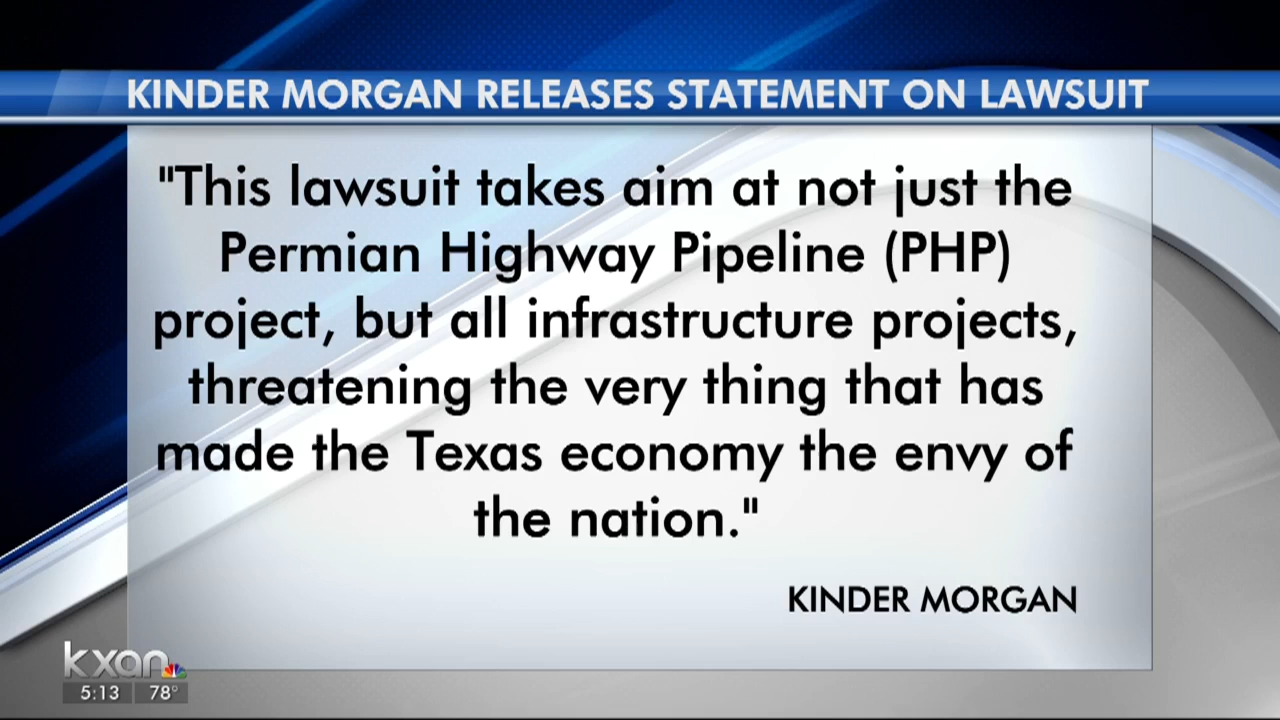 KINDER MORGAN RELEASES STATEMENT ON LAWSUIT
"This lawsuit takes aim at not just the
Permian Highway Pipeline (PHP)
project, but all infrastructure projects,
threatening the very thing that has
made the Texas economy the envy of
the nation."
KINDER MORGAN
kxan
5:13 78°